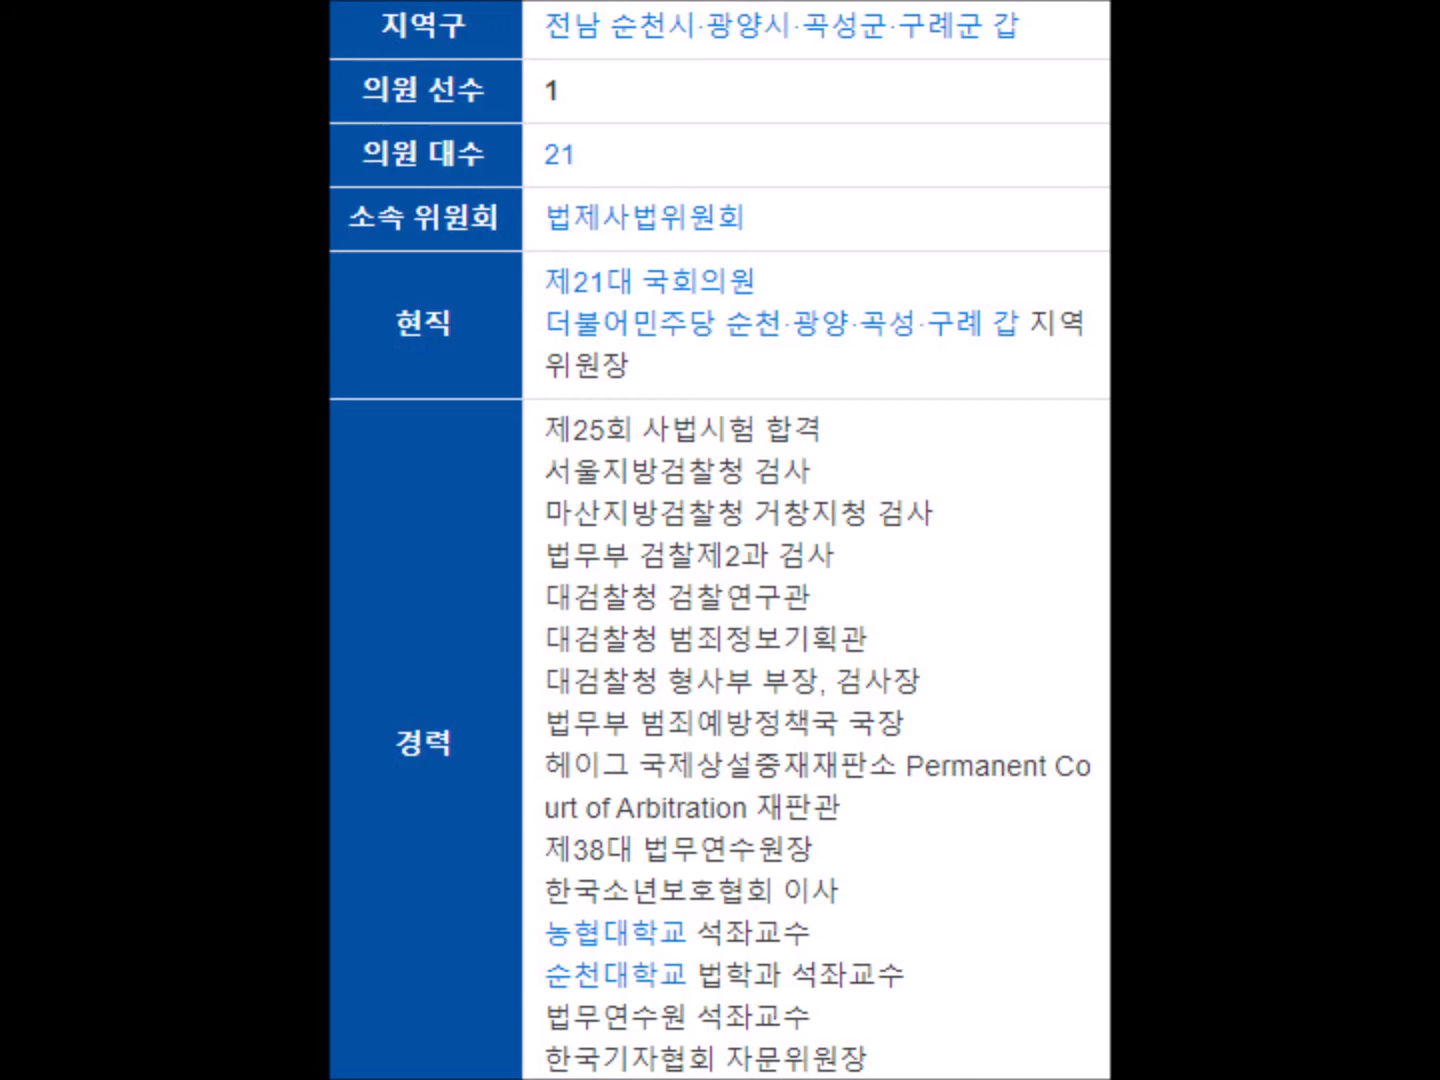 지역구 전남 순천시·광양시·곡성군·구례군 갑
의원 선수 1
의원 대수 21
소속 위원회 법제사법위원회
현직
제21대 국회의원
더불어민주당 순천·광양·곡성·구례 갑 지역
위원장
경력
제25회 사법시험 합격
서울지방검찰청 검사
마산지방검찰청 거창지청 검사
법무부 검찰제2과 검사
대검찰청 검찰연구관
대검찰청 범죄정보기획관
대검찰청 형사부 부장, 검사장
법무부 범죄예방정책국 국장
헤이그 국제상설중재재판소 Permanent Co
urt of Arbitration 재판관
제38대 법무연수원장
한국소년보호협회 이사
농협대학교 석좌교수
순천대학교 법학과 석좌교수
법무연수원 석좌교수
한국기자협회 자문위원장